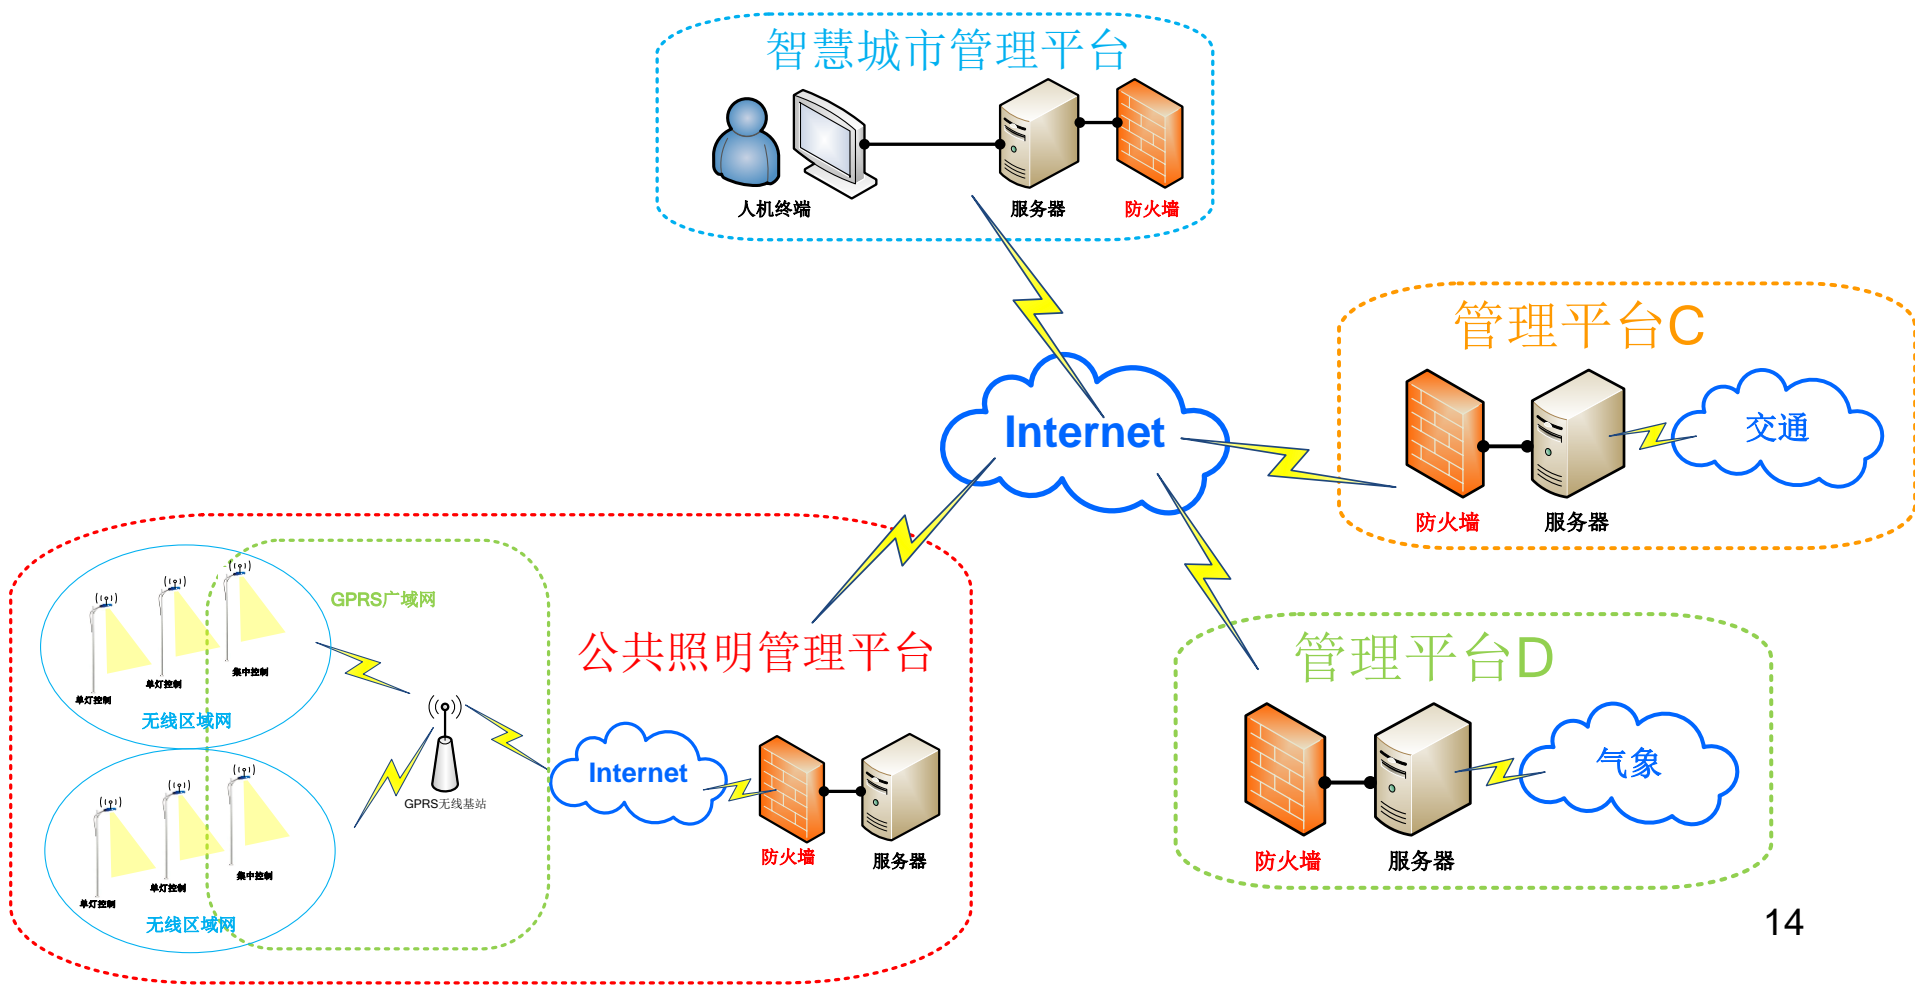 智慧城市管理平台
人机终端
服务器
防火墙
管理平台C
交通
防火墙
服务器
Internet
GPRS广域网
公共照明管理平台
单灯控制
单灯控制
集中控制
无线区域网
GPRS无线基站
Internet
防火墙
服务器
单灯控制
单灯控制
集中控制
无线区域网
管理平台D
气象
防火墙
服务器
14